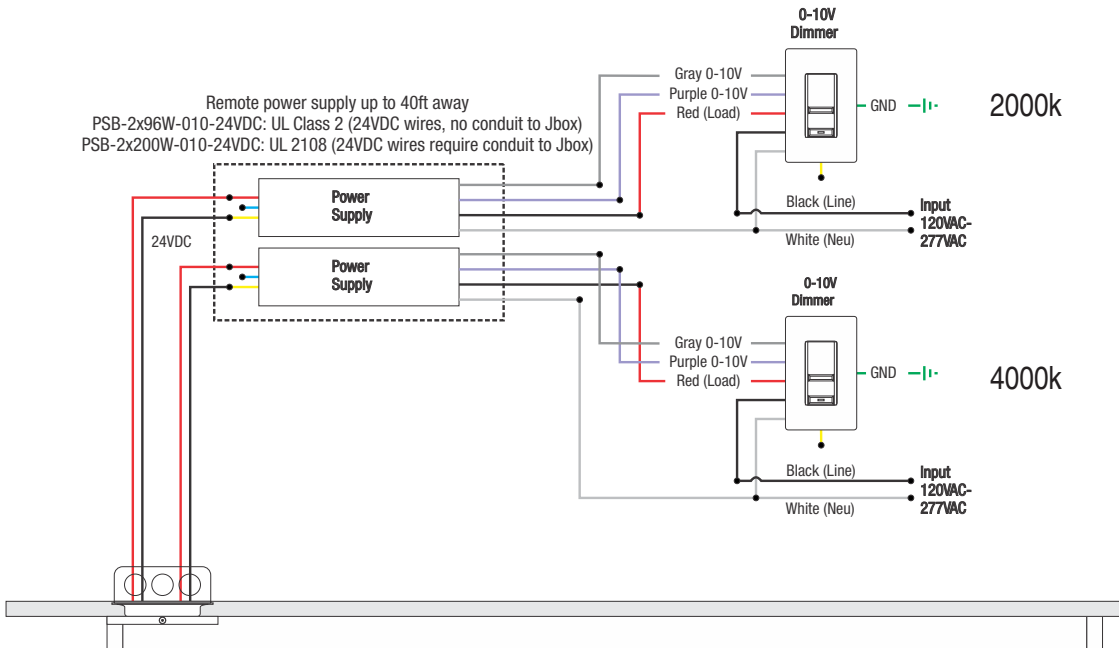 0-10V
Dimmer
Gray 0-10V
Purple 0-10V
Red (Load)
GND
2000k
Remote power supply up to 40ft away
PSB-2x96W-010-24VDC: UL Class 2 (24VDC wires, no conduit to Jbox)
PSB-2x200W-010-24VDC: UL 2108 (24VDC wires require conduit to Jbox)
Power
Supply
Black (Line)
White (Neu)
Input
120VAC-
277VAC
24VDC
Power
Supply
0-10V
Dimmer
Gray 0-10V
Purple 0-10V
Red (Load)
GND
4000k
Black (Line)
White (Neu)
Input
120VAC-
277VAC